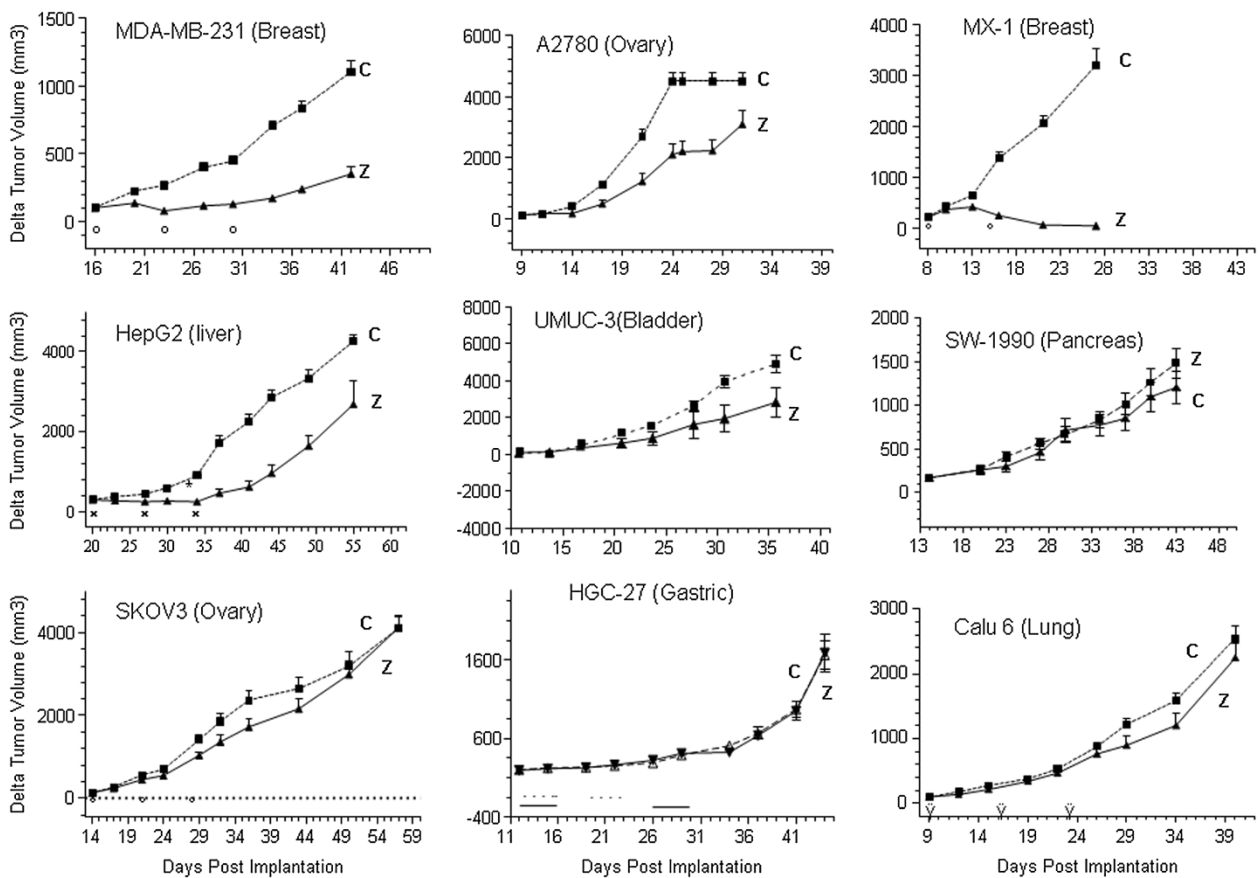 MDA-MB-231 (Breast)
Delta Tumor Volume (mm3)
1500
1000
500
0
C
Z
16 21 26 31 36 42 46
A2780 (Ovary)
6000
4000
2000
0
C
Z
9 14 19 24 29 34 39
MX-1 (Breast)
4000
3000
2000
1000
0
C
Z
8 13 18 23 28 33 38 43
HepG2 (liver)
Delta Tumor Volume (mm3)
4000
2000
0
C
Z
*
20 25 30 35 40 45 50 55 60
UMUC-3(Bladder)
8000
6000
4000
2000
0
-2000
-4000
C
Z
10 15 20 25 30 35 40
SW-1990 (Pancreas)
2000
1500
1000
500
0
Z
C
13 18 23 28 33 38 43 48
SKOV3 (Ovary)
Delta Tumor Volume (mm3)
4000
2000
0
C
Z
14 19 24 29 34 39 44 49 54 59
Days Post Implantation
HGC-27 (Gastric)
1600
600
-400
C
Z
11 16 21 26 31 36 41
Days Post Implantation
Calu 6 (Lung)
3000
2000
1000
0
C
Z
9 14 19 24 29 34 39
Days Post Implantation